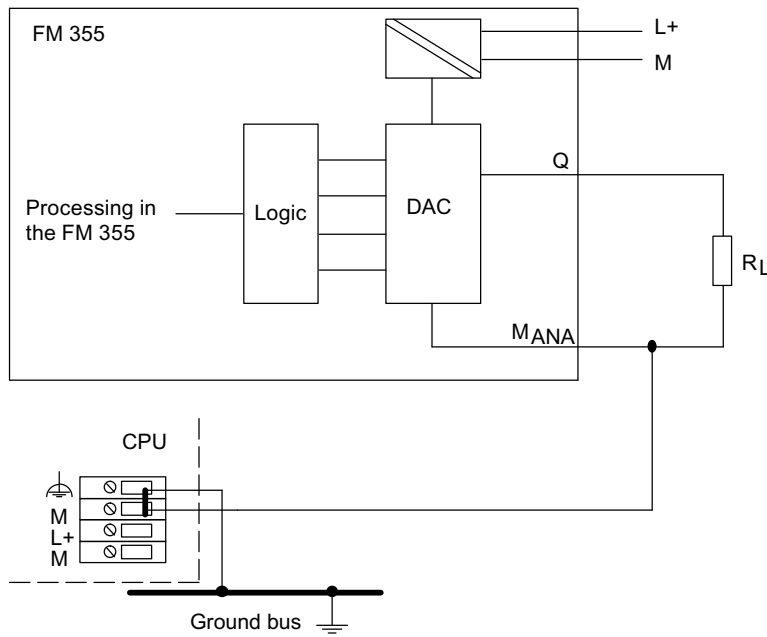 FM 355
L+
M
Q
Processing in
the FM 355
Logic
DAC
RL
MANA
CPU
M
L+
M
Ground bus